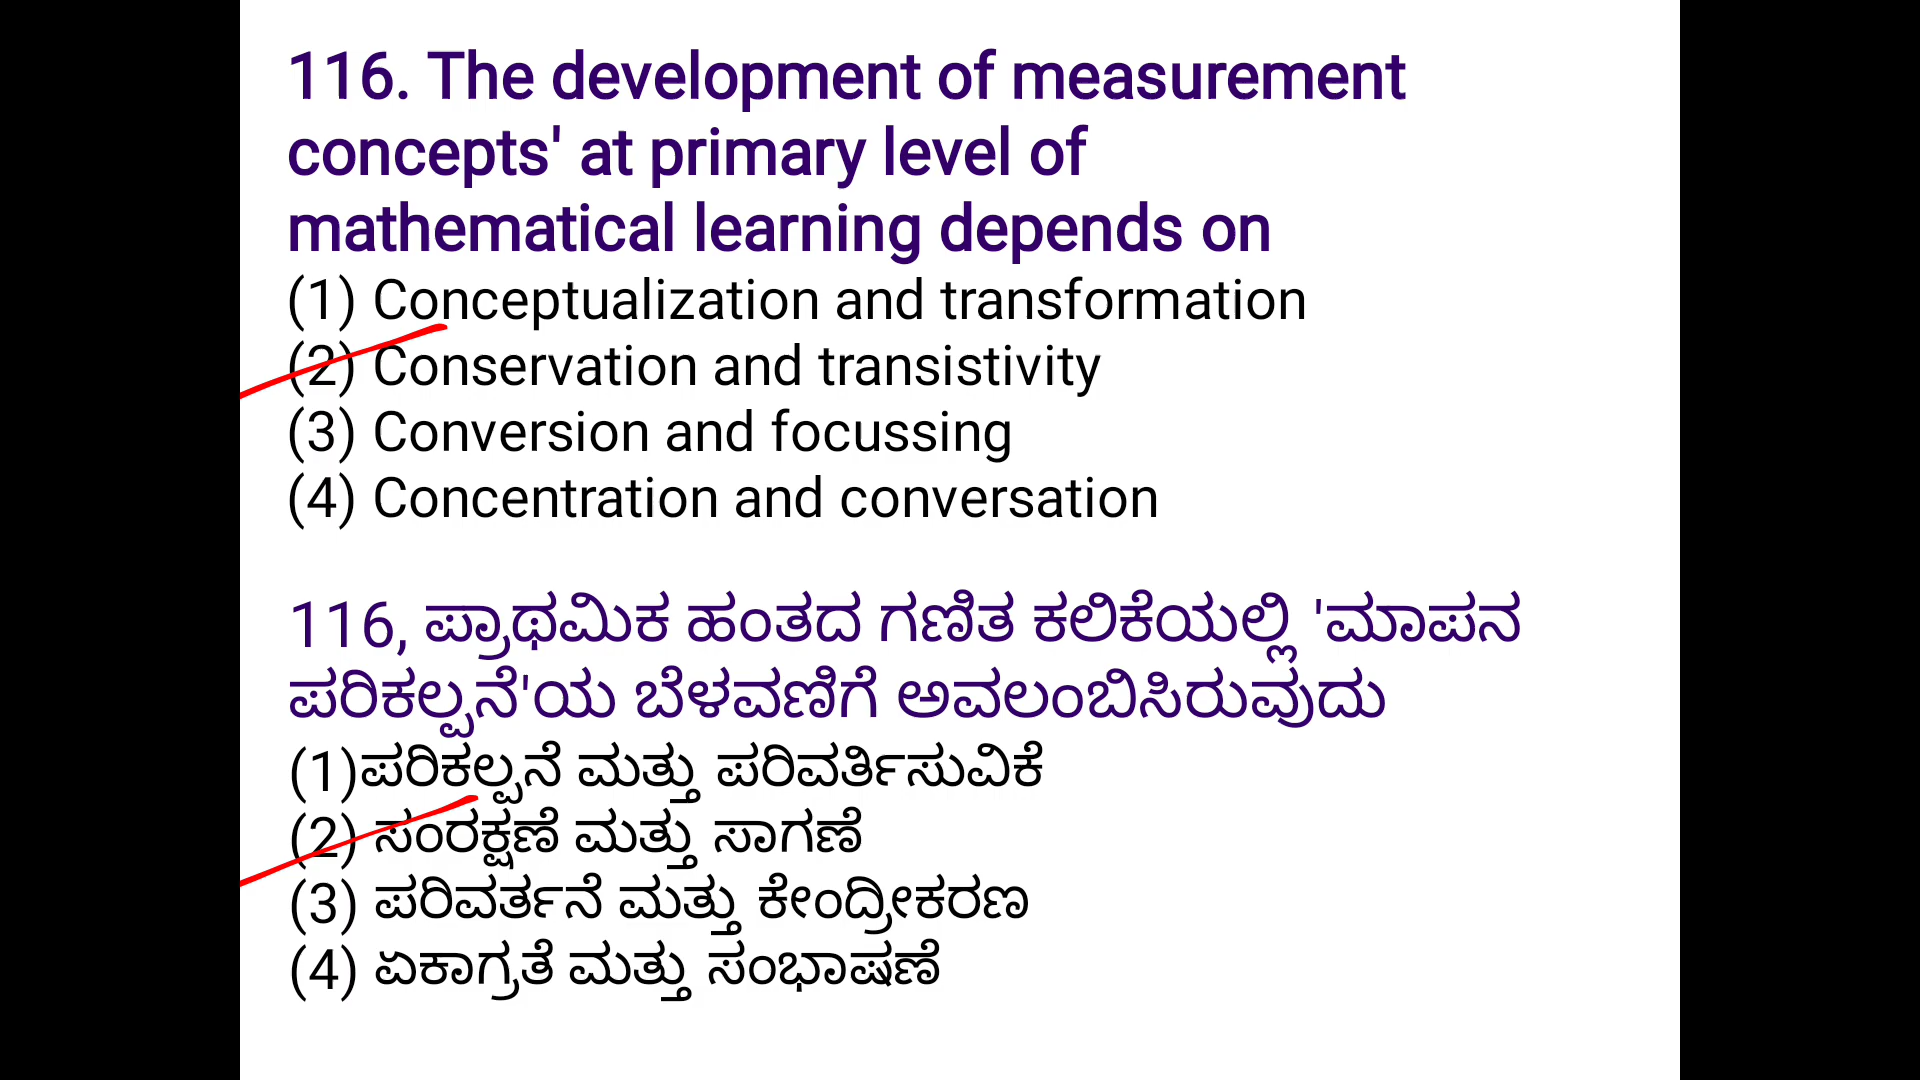 116. The development of measurement
concepts' at primary level of
mathematical learning depends on
(1) Conceptualization and transformation
(2) Conservation and transistivity
(3) Conversion and focussing
(4) Concentration and conversation
116, ಪ್ರಾಥಮಿಕ ಹಂತದ ಗಣಿತ ಕಲಿಕೆಯಲ್ಲಿ 'ಮಾಪನ
ಪರಿಕಲ್ಪನೆ'ಯ ಬೆಳವಣಿಗೆ ಅವಲಂಬಿಸಿರುವುದು
(1)ಪರಿಕಲ್ಪನೆ ಮತ್ತು ಪರಿವರ್ತಿಸುವಿಕೆ
(2) ಸಂರಕ್ಷಣೆ ಮತ್ತು ಸಾಗಣೆ
(3) ಪರಿವರ್ತನೆ ಮತ್ತು ಕೇಂದ್ರೀಕರಣ
(4) ಏಕಾಗ್ರತೆ ಮತ್ತು ಸಂಭಾಷಣೆ